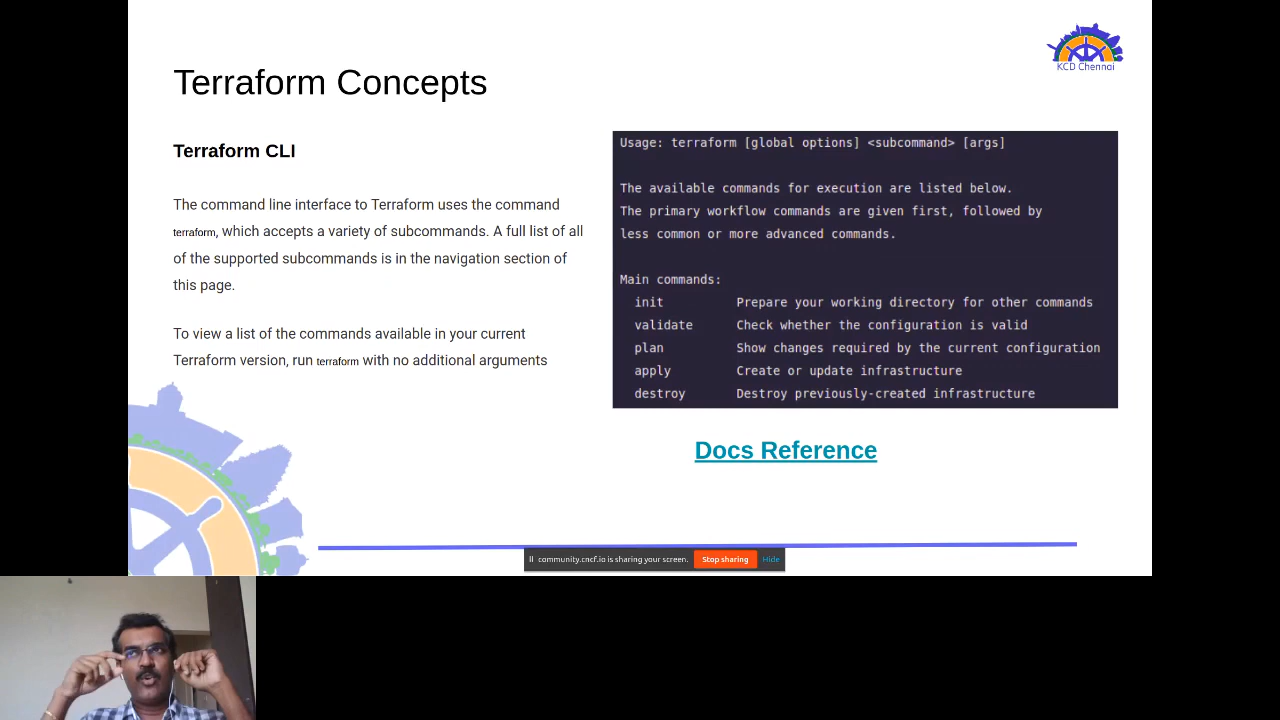 KCD Chennai
Terraform Concepts
Terraform CLI
The command line interface to Terraform uses the command
terraform, which accepts a variety of subcommands. A full list of all
of the supported subcommands is in the navigation section of
this page.
To view a list of the commands available in your current
Terraform version, run terraform with no additional arguments
Usage: terraform [global options] <subcommand> [args]
The available commands for execution are listed below.
The primary workflow commands are given first, followed by
less common or more advanced commands.
Main commands:
init Prepare your working directory for other commands
validate Check whether the configuration is valid
plan Show changes required by the current configuration
apply Create or update infrastructure
destroy Destroy previously-created infrastructure
Docs Reference
community.cncf.io is sharing your screen. Stop sharing Hide